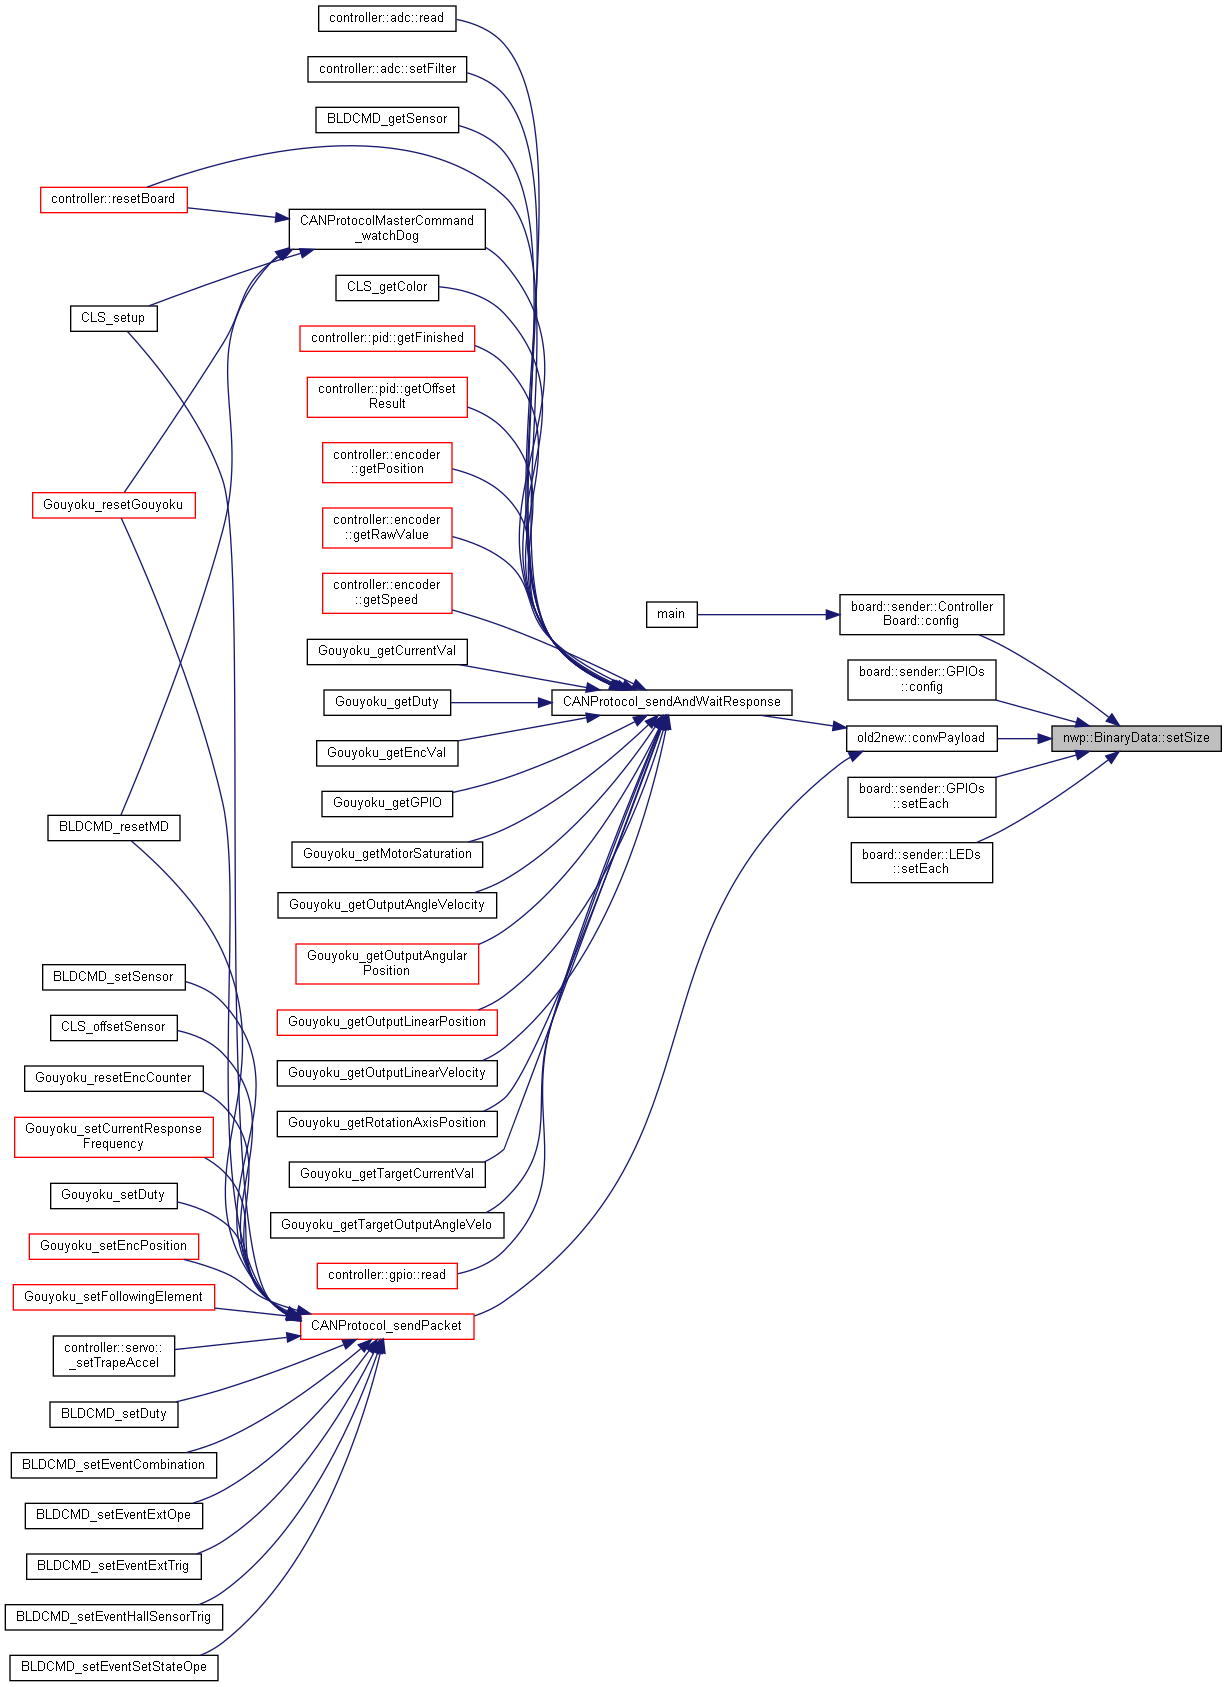 controller::adc::read
controller::adc::setFilter
BLDCMD_getSensor
controller::resetBoard
CANProtocolMasterCommand
_watchDog
CLS_getColor
CLS_setup
controller::pid::getFinished
controller::pid::getOffset
Result
controller::encoder
::getPosition
Gouyoku_resetGouyoku
controller::encoder
::getRawValue
controller::encoder
::getSpeed
main
board::sender::Controller
Board::config
Gouyoku_getCurrentVal
board::sender::GPIOs
::config
Gouyoku_getDuty
CANProtocol_sendAndWaitResponse
old2new::convPayload
nwp::BinaryData::setSize
Gouyoku_getEncVal
Gouyoku_getGPIO
board::sender::GPIOs
::setEach
BLDCMD_resetMD
Gouyoku_getMotorSaturation
board::sender::LEDs
::setEach
Gouyoku_getOutputAngleVelocity
Gouyoku_getOutputAngular
Position
BLDCMD_setSensor
Gouyoku_getOutputLinearPosition
CLS_offsetSensor
Gouyoku_getOutputLinearVelocity
Gouyoku_resetEncCounter
Gouyoku_getRotationAxisPosition
Gouyoku_setCurrentResponse
Frequency
Gouyoku_getTargetCurrentVal
Gouyoku_setDuty
Gouyoku_getTargetOutputAngleVelo
Gouyoku_setEncPosition
controller::gpio::read
Gouyoku_setFollowingElement
CANProtocol_sendPacket
controller::servo::
_setTrapeAccel
BLDCMD_setDuty
BLDCMD_setEventCombination
BLDCMD_setEventExtOpe
BLDCMD_setEventExtTrig
BLDCMD_setEventHallSensorTrig
BLDCMD_setEventSetStateOpe